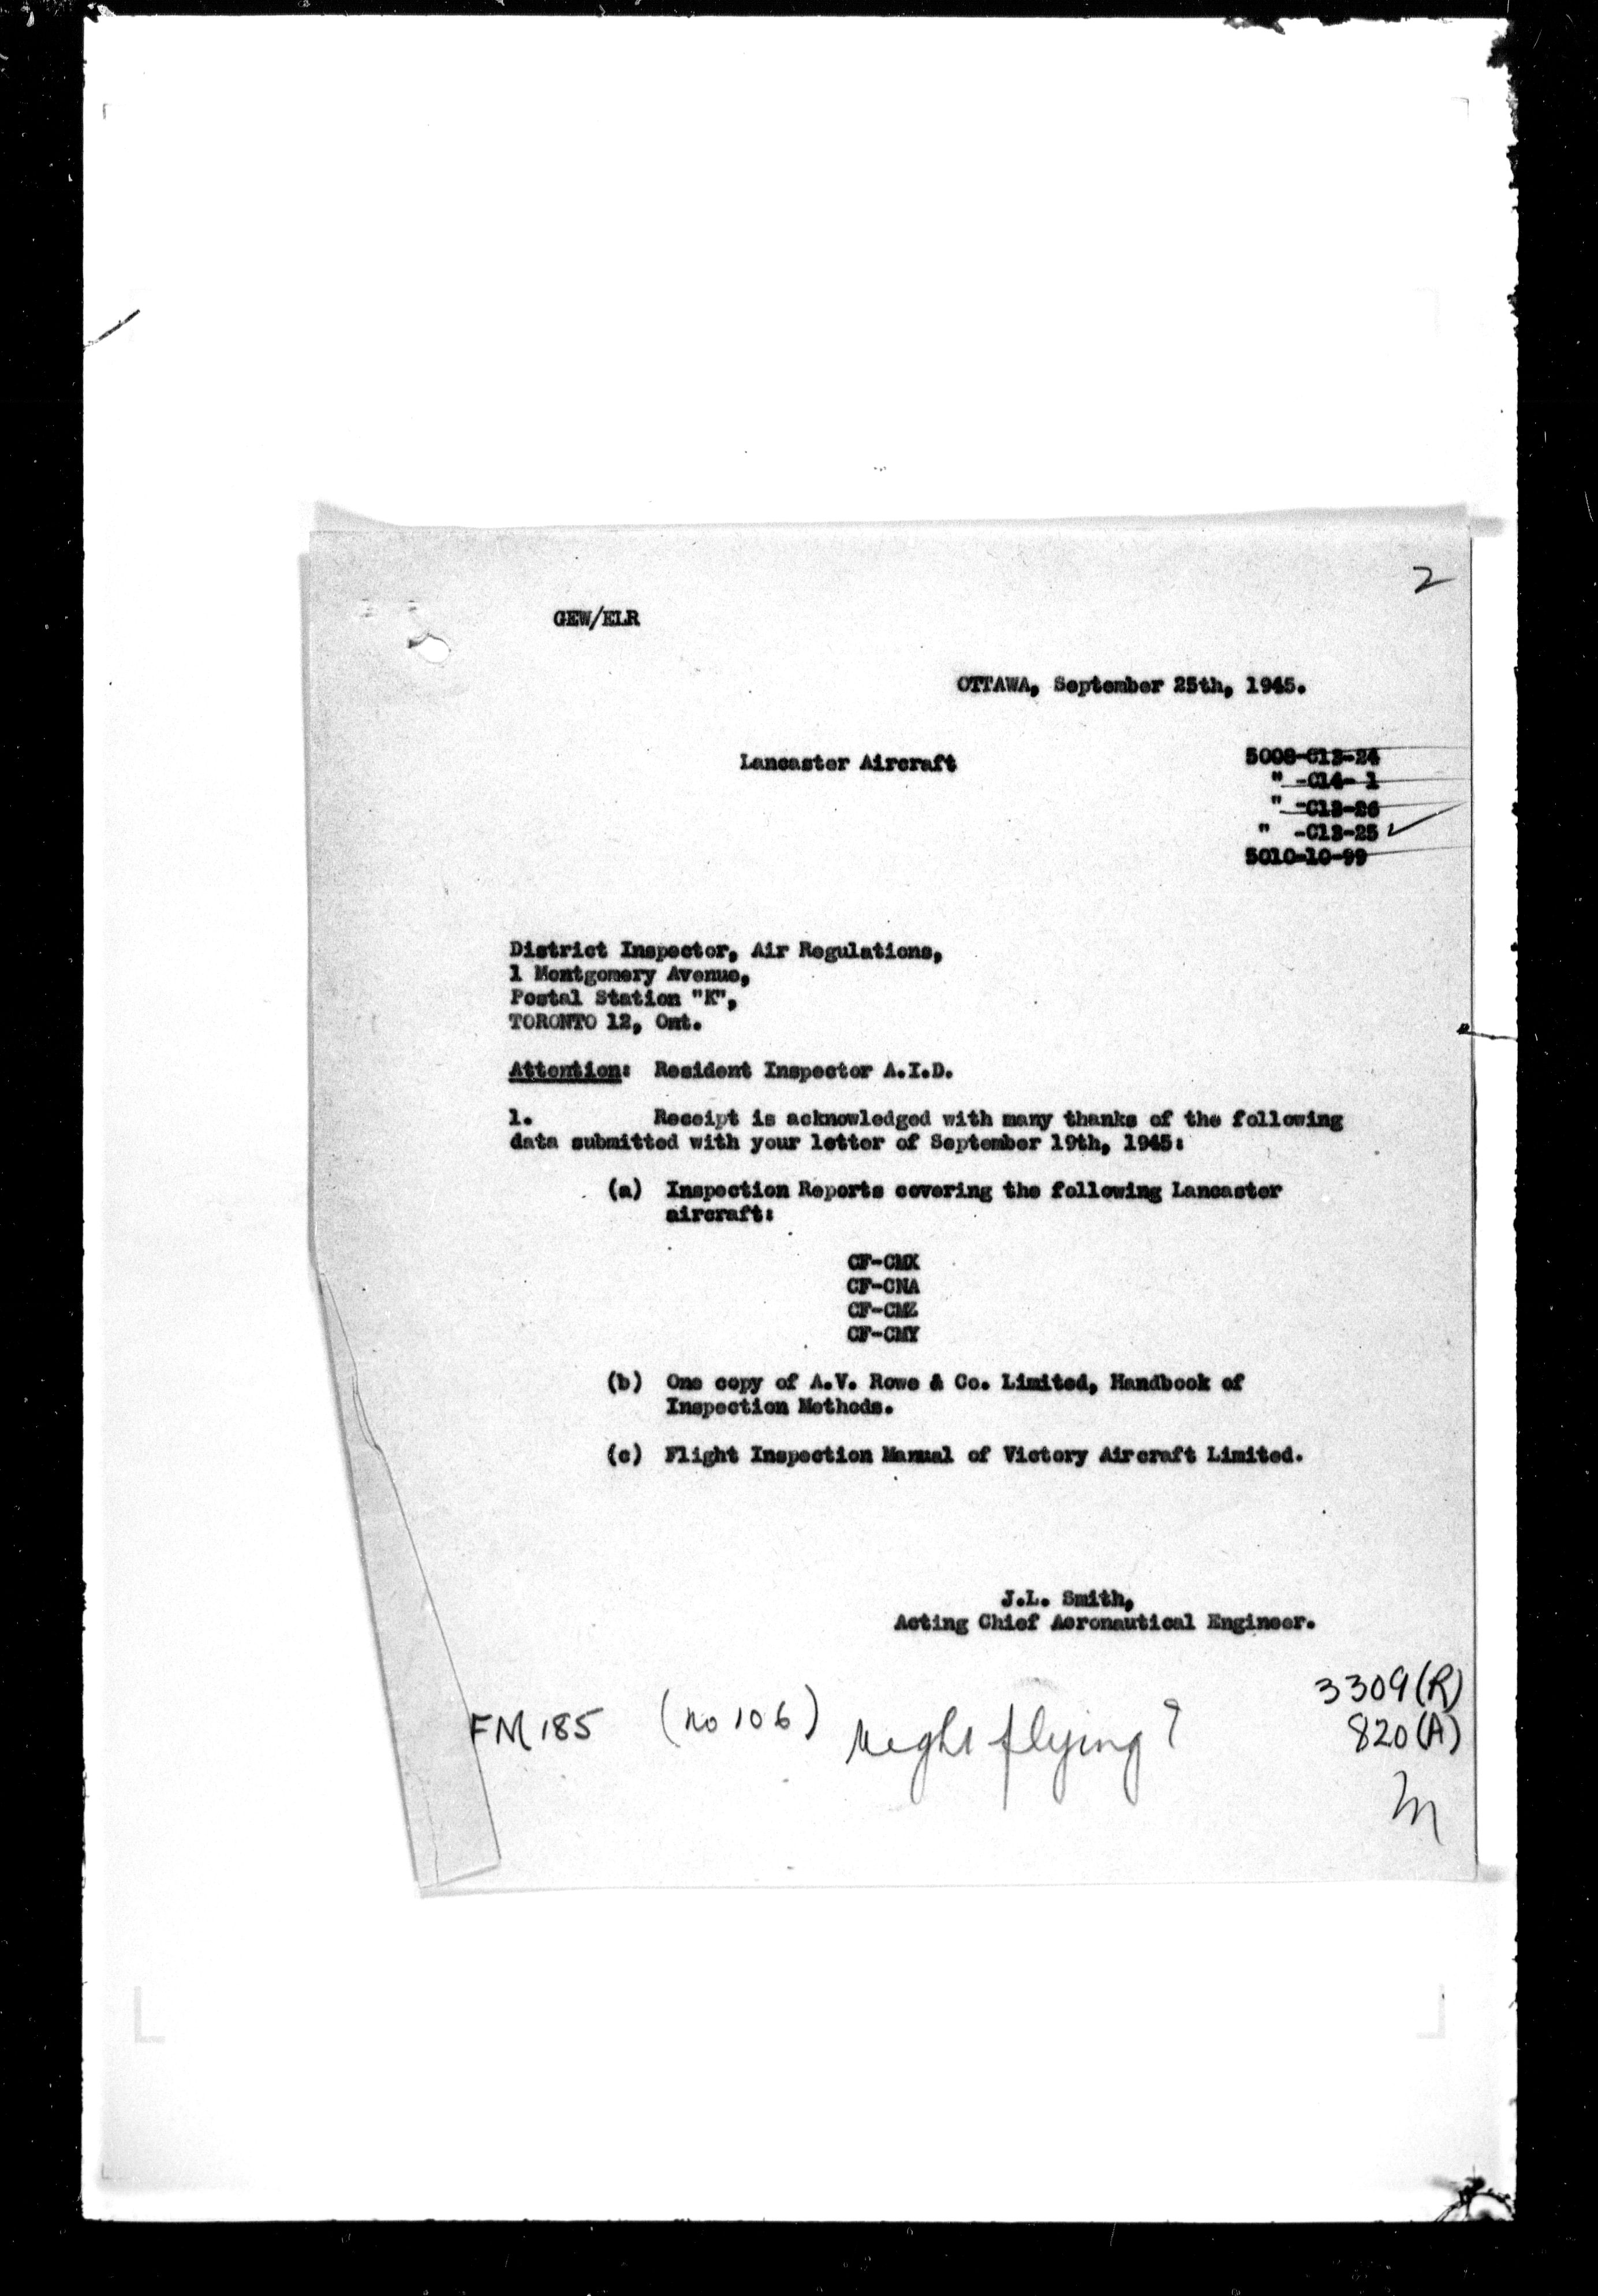 2
GEW/ELR
OTTAWA, September 25th, 1945.
Lancaster Aircraft
5008-C13-24
" -C14- 1
" -C13-26
" -C13-25 ✓
5010-10-99
District Inspector, Air Regulations,
1 Montgomery Avenue,
Postal Station "K",
TORONTO 12, Ont.
Attention: Resident Inspector A.I.D.
1. Receipt is acknowledged with many thanks of the following
data submitted with your letter of September 19th, 1945:
(a) Inspection Reports covering the following Lancaster
aircraft:
CF-CMX
CF-CNA
CF-CMZ
CF-CMY
(b) One copy of A.V. Rowe & Co. Limited, Handbook of
Inspection Methods.
(c) Flight Inspection Manual of Victory Aircraft Limited.
J.L. Smith,
Acting Chief Aeronautical Engineer.
3309(R)
FM 185 (no 106) Night flying?
820(A)